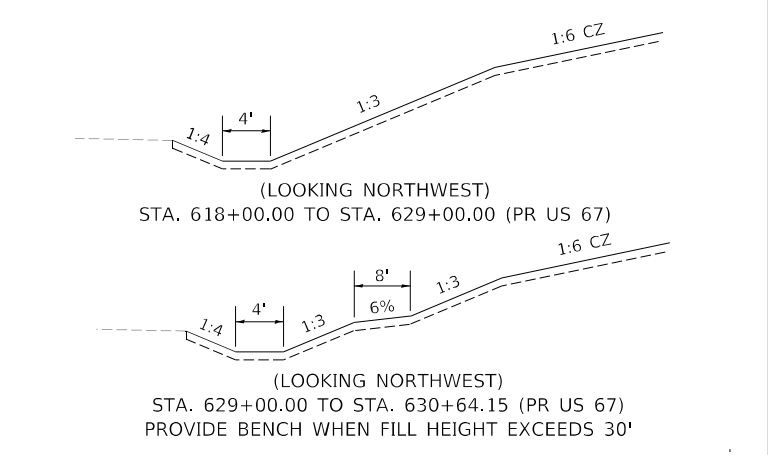 1:6 CZ
1:3
4'
1:4
(LOOKING NORTHWEST)
STA. 618+00.00 TO STA. 629+00.00 (PR US 67)
1:6 CZ
8'
1:3
6%
4'
1:3
1:4
(LOOKING NORTHWEST)
STA. 629+00.00 TO STA. 630+64.15 (PR US 67)
PROVIDE BENCH WHEN FILL HEIGHT EXCEEDS 30'